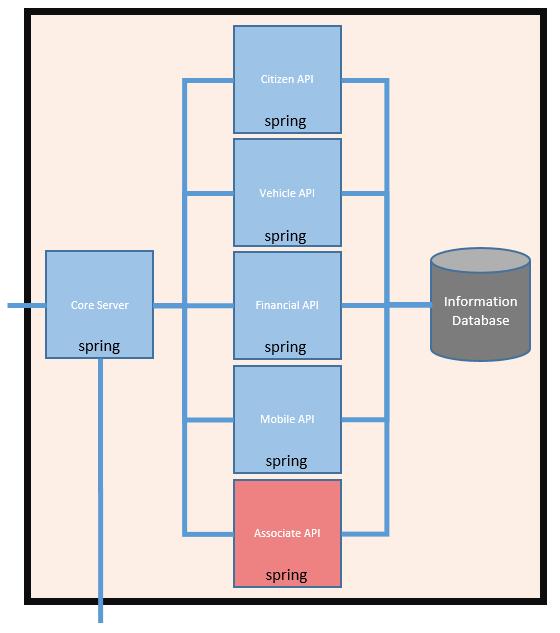 Citizen API
spring
Vehicle API
spring
Core Server
spring
Financial API
spring
Information
Database
Mobile API
spring
Associate API
spring